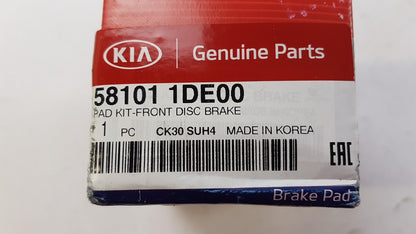 KIA Genuine Parts
58101 1DE00
PAD KIT-FRONT DISC BRAKE
1 PC CK30 SUH4 MADE IN KOREA
EAC
Brake Pad